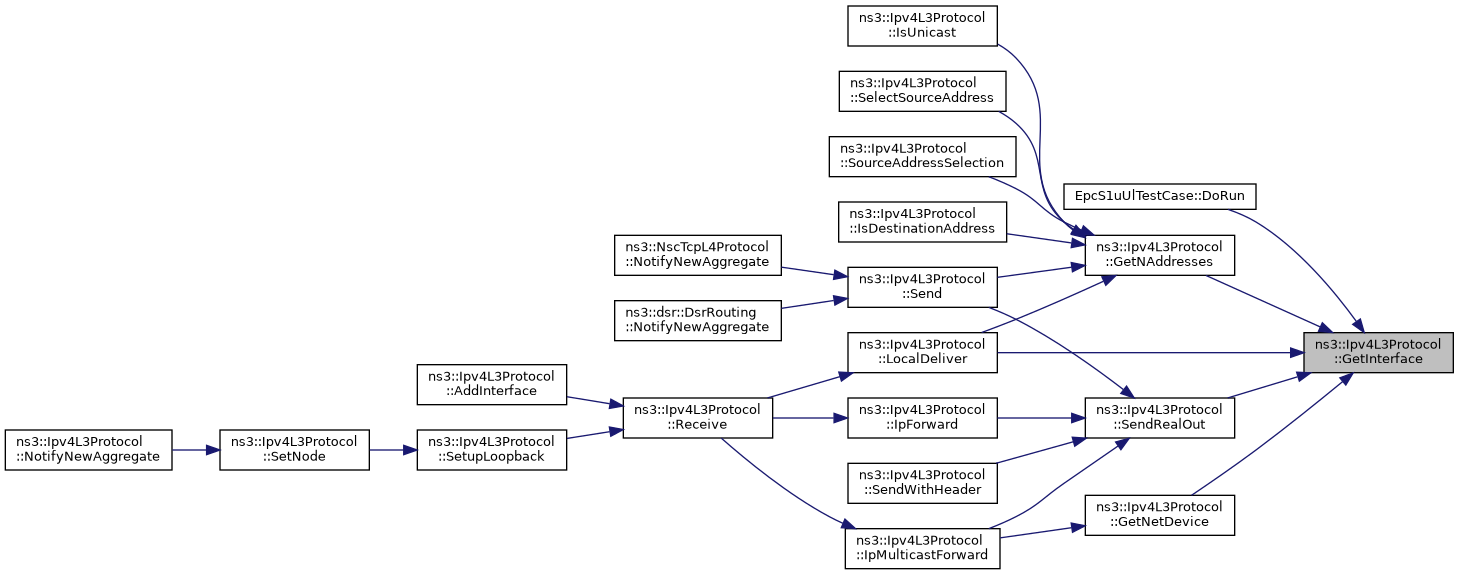 ns3::Ipv4L3Protocol
::IsUnicast
ns3::Ipv4L3Protocol
::SelectSourceAddress
ns3::Ipv4L3Protocol
::SourceAddressSelection
EpcS1uUlTestCase::DoRun
ns3::Ipv4L3Protocol
::IsDestinationAddress
ns3::NscTcpL4Protocol
::NotifyNewAggregate
ns3::Ipv4L3Protocol
::GetNAddresses
ns3::Ipv4L3Protocol
::Send
ns3::dsr::DsrRouting
::NotifyNewAggregate
ns3::Ipv4L3Protocol
::LocalDeliver
ns3::Ipv4L3Protocol
::GetInterface
ns3::Ipv4L3Protocol
::AddInterface
ns3::Ipv4L3Protocol
::Receive
ns3::Ipv4L3Protocol
::IpForward
ns3::Ipv4L3Protocol
::SendRealOut
ns3::Ipv4L3Protocol
::NotifyNewAggregate
ns3::Ipv4L3Protocol
::SetNode
ns3::Ipv4L3Protocol
::SetupLoopback
ns3::Ipv4L3Protocol
::SendWithHeader
ns3::Ipv4L3Protocol
::GetNetDevice
ns3::Ipv4L3Protocol
::IpMulticastForward